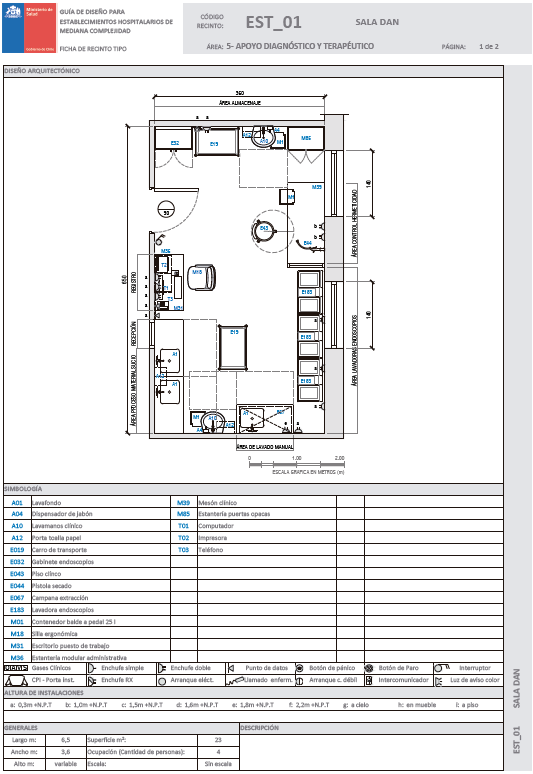 Ministerio de
Salud
Gobierno de Chile
GUÍA DE DISEÑO PARA
ESTABLECIMIENTOS HOSPITALARIOS DE
MEDIANA COMPLEJIDAD
FICHA DE RECINTO TIPO
CÓDIGO
RECINTO:
EST_01
SALA DAN
ÁREA: 5- APOYO DIAGNÓSTICO Y TERAPÉUTICO
PÁGINA: 1 de 2
DISEÑO ARQUITECTÓNICO
360
ÁREA ALMACENAJE
E32
E19
M85
M39
140
ÁREA CONTROL HERMETICIDAD
90
E43
E44
M36
T2
M18
T3
M31
650
REGISTRO
E183
RECEPCIÓN
E19
E183
140
ÁREA LAVADORAS ENDOSCOPIOS
A1
A1
E183
ÁREA PROCESO MATERIAL SUCIO
A1
ÁREA DE LAVADO MANUAL
0 1.00 2.00
ESCALA GRAFICA EN METROS (m)
SIMBOLOGÍA
A01 Lavafondo M39 Mesón clínico
A04 Dispensador de jabón M85 Estantería puertas opacas
A10 Lavamanos clínico T01 Computador
A12 Porta toalla papel T02 Impresora
E019 Carro de transporte T03 Teléfono
E032 Gabinete endoscopios
E043 Piso clínco
E044 Pistola secado
E067 Campana extracción
E183 Lavadora endoscopios
M01 Contenedor balde a pedal 25 l
M18 Silla ergonómica
M31 Escritorio puesto de trabajo
M36 Estantería modular administrativa
Gases Clínicos Enchufe simple Enchufe doble Punto de datos Botón de pánico Botón de Paro Interruptor
CPI - Porta inst. Enchufe RX Arranque eléct. Llamado enferm. Arranque c. débil Intercomunicador Luz de aviso color
ALTURA DE INSTALACIONES
a: 0,3m +N.P.T b: 1,0m +N.P.T c: 1,5m +N.P.T d: 1,6m +N.P.T e: 1,8m +N.P.T f: 2,2m +N.P.T g: a cielo h: en mueble i: a piso
GENERALES DESCRIPCIÓN
Largo m: 6,5 Superficie m²: 23
Ancho m: 3,6 Ocupación (Cantidad de personas): 4
Alto m: variable Escala: Sin escala
EST_01 SALA DAN